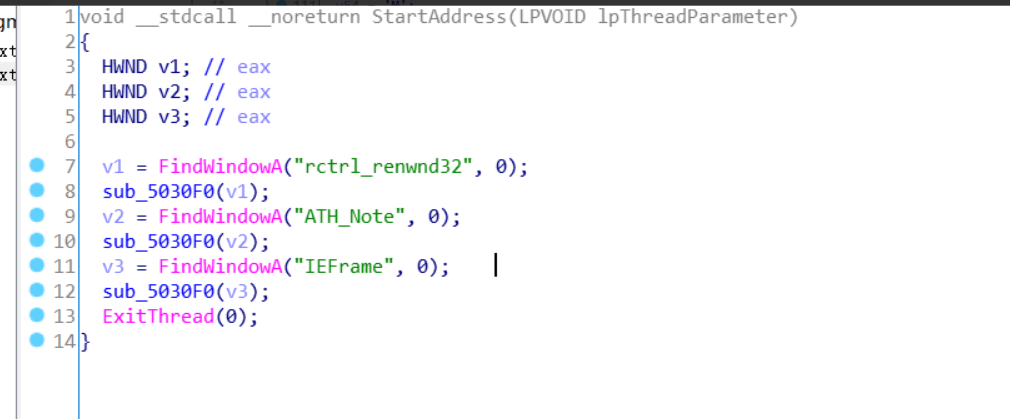 gn
xt
xt
1 void __stdcall __noreturn StartAddress(LPVOID lpThreadParameter)
2 {
3 HWND v1; // eax
4 HWND v2; // eax
5 HWND v3; // eax
6
7 v1 = FindWindowA("rctrl_renwnd32", 0);
8 sub_5030F0(v1);
9 v2 = FindWindowA("ATH_Note", 0);
10 sub_5030F0(v2);
11 v3 = FindWindowA("IEFrame", 0);
12 sub_5030F0(v3);
13 ExitThread(0);
14 }